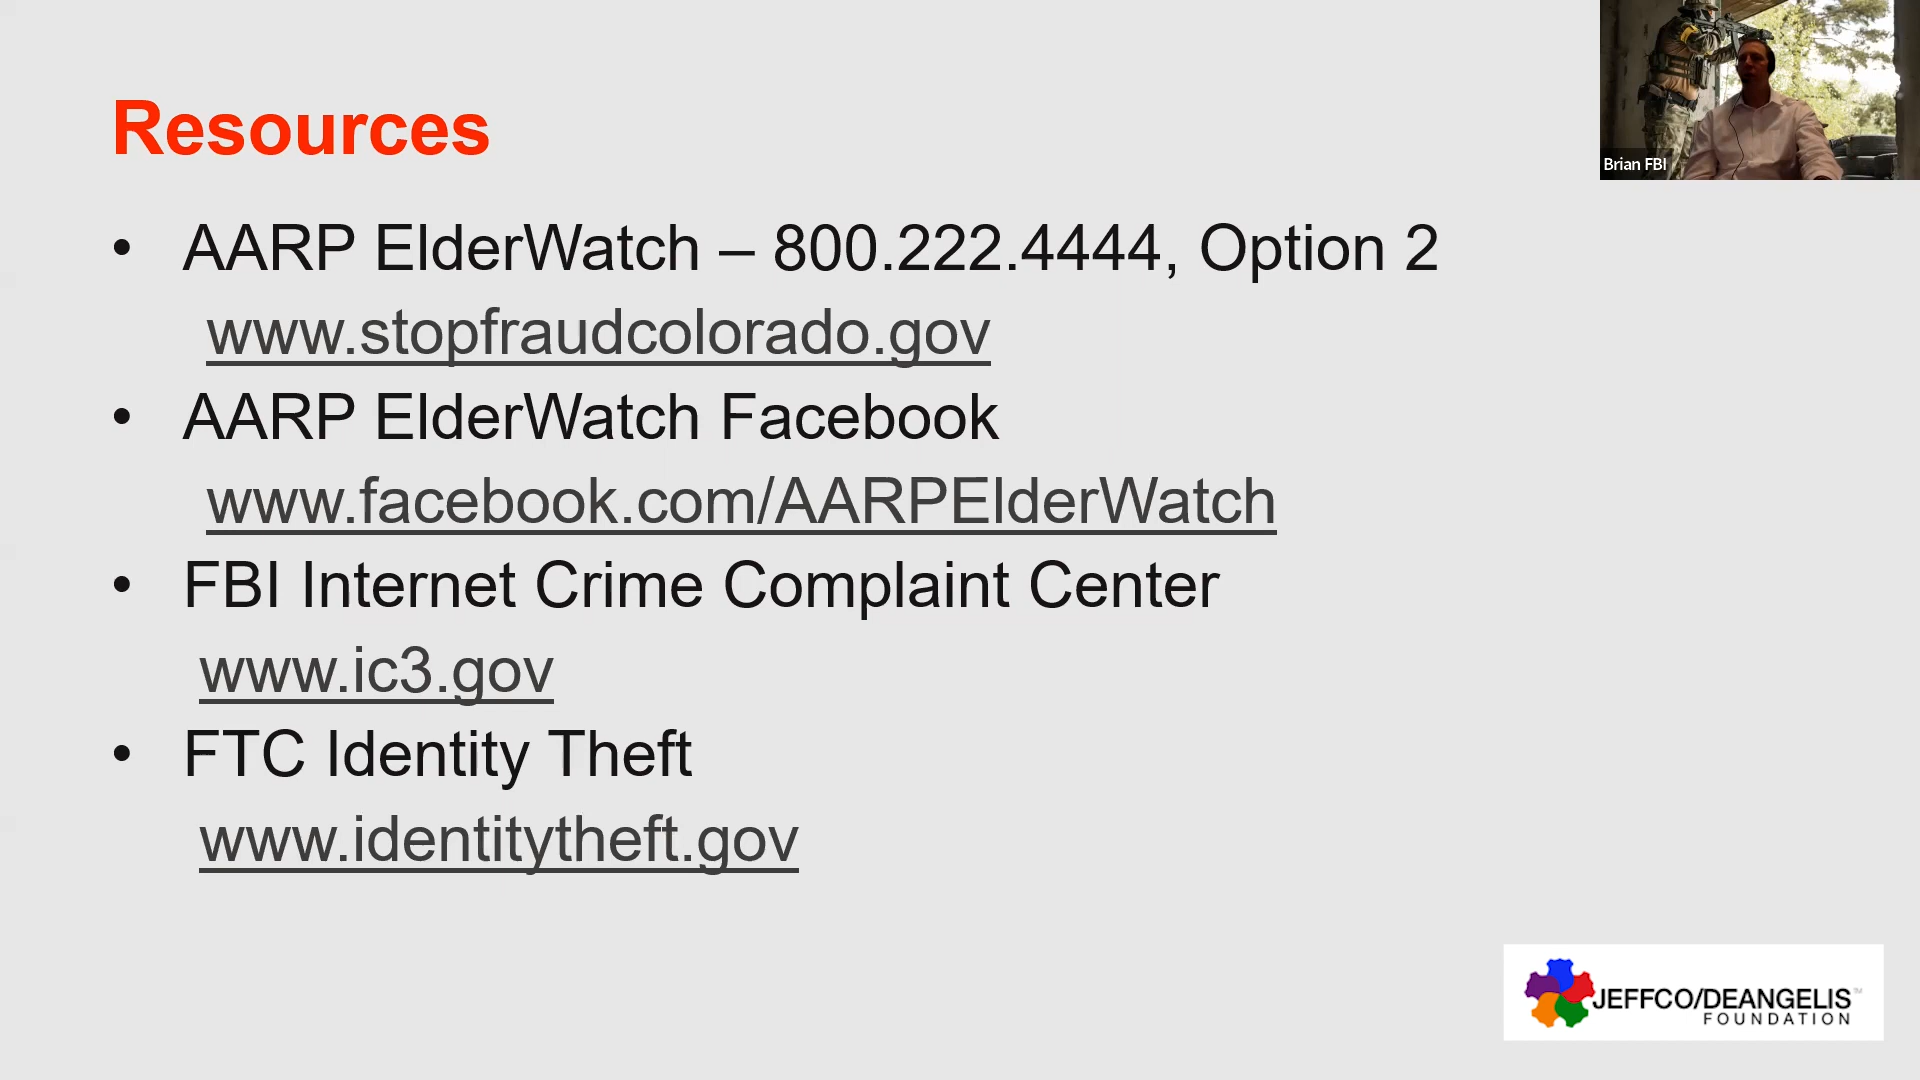 Resources
Brian FBI
• AARP ElderWatch – 800.222.4444, Option 2
www.stopfraudcolorado.gov
• AARP ElderWatch Facebook
www.facebook.com/AARPElderWatch
• FBI Internet Crime Complaint Center
www.ic3.gov
• FTC Identity Theft
www.identitytheft.gov
JEFFCO/DEANGELIS™
FOUNDATION